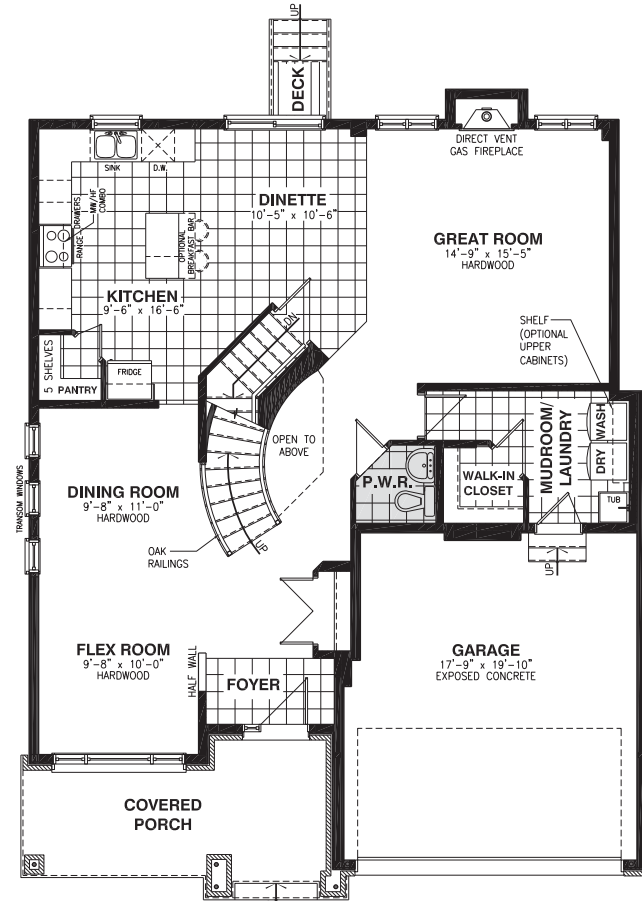 UP
DECK
SINK
D.W.
DIRECT VENT
GAS FIREPLACE
DINETTE
10'-5" x 10'-6"
RANGE
DRAWERS
MW/HF
COMBO
OPTIONAL
BREAKFAST BAR
GREAT ROOM
14'-9" x 15'-5"
HARDWOOD
KITCHEN
9'-6" x 16'-6"
DN
SHELF
(OPTIONAL
UPPER
CABINETS)
5 SHELVES
PANTRY
FRIDGE
OPEN TO
ABOVE
MUDROOM/
LAUNDRY
WASH
DRY
TUB
P.W.R.
WALK-IN
CLOSET
TRANSOM WINDOWS
DINING ROOM
9'-8" x 11'-0"
HARDWOOD
OAK
RAILINGS
UP
UP
FLEX ROOM
9'-8" x 10'-0"
HARDWOOD
HALF WALL
FOYER
GARAGE
17'-9" x 19'-10"
EXPOSED CONCRETE
COVERED
PORCH